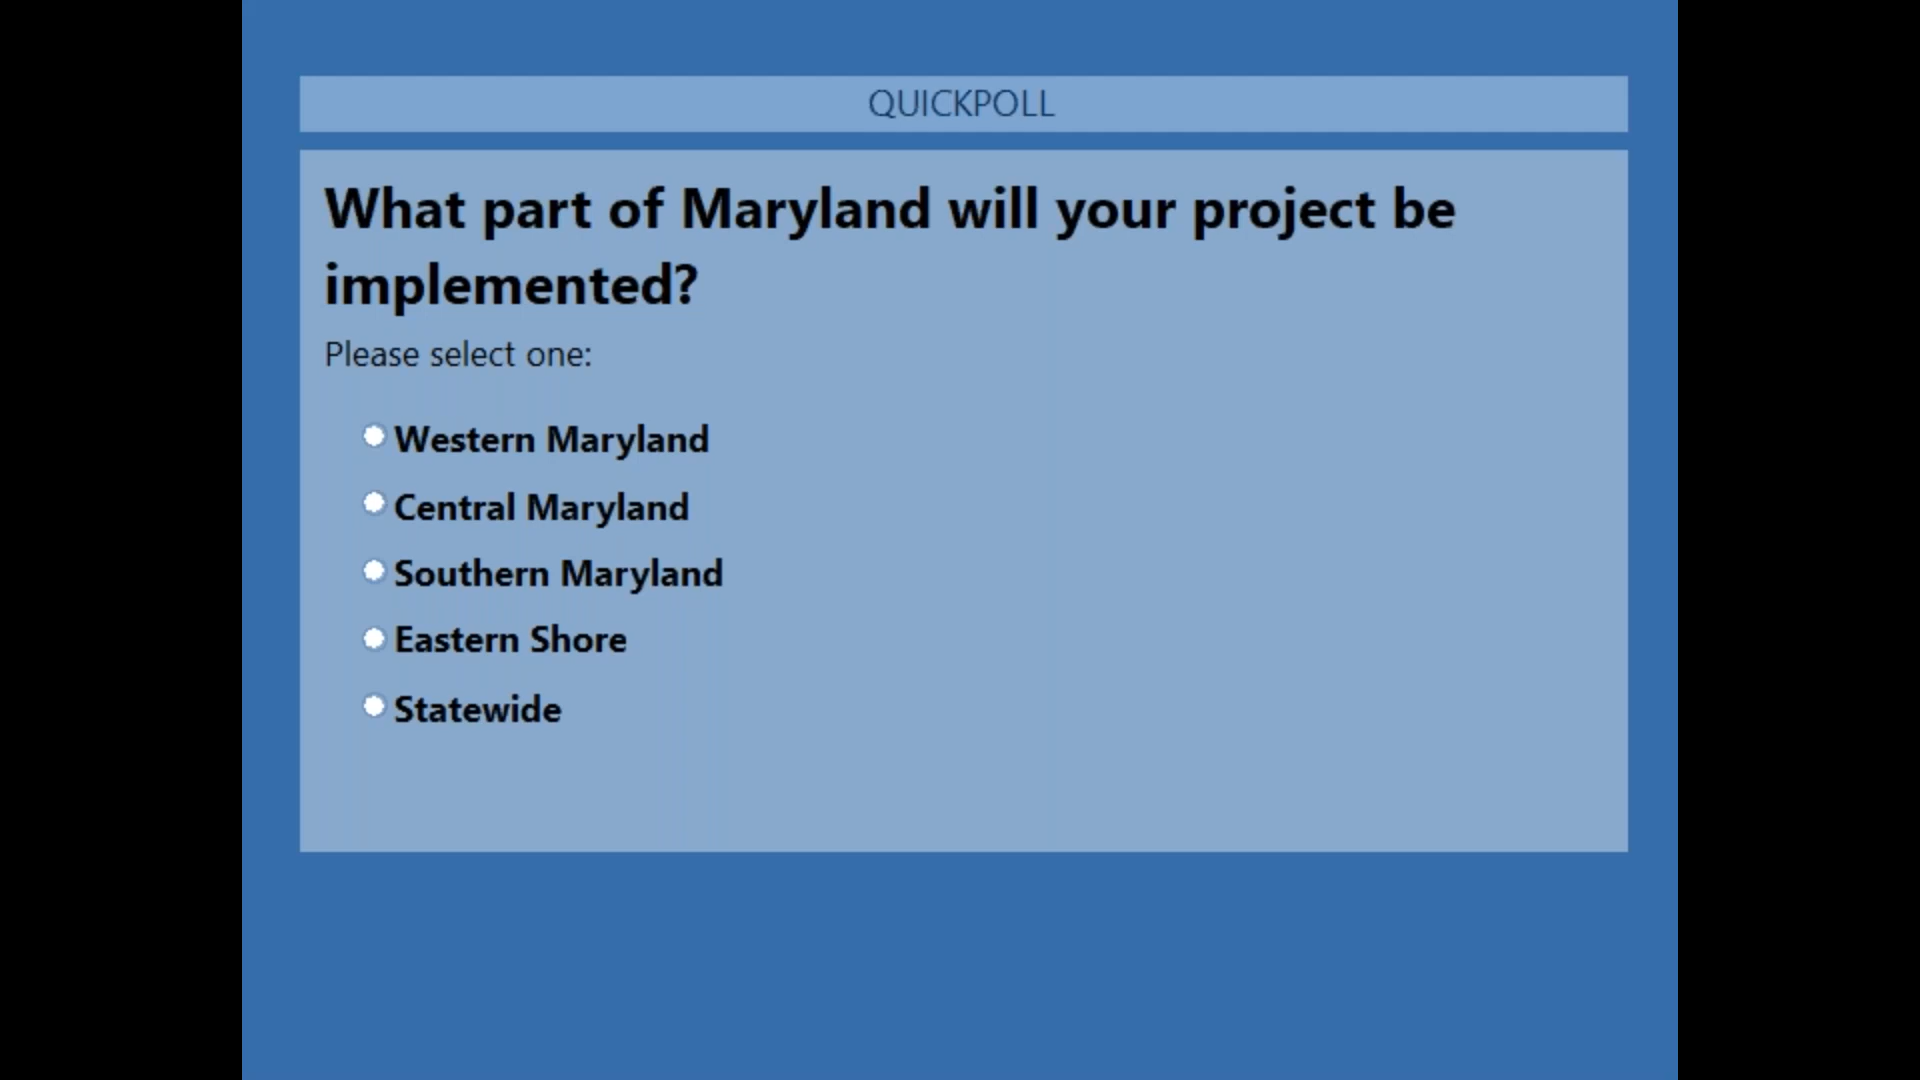 QUICKPOLL
What part of Maryland will your project be
implemented?
Please select one:
Western Maryland
Central Maryland
Southern Maryland
Eastern Shore
Statewide